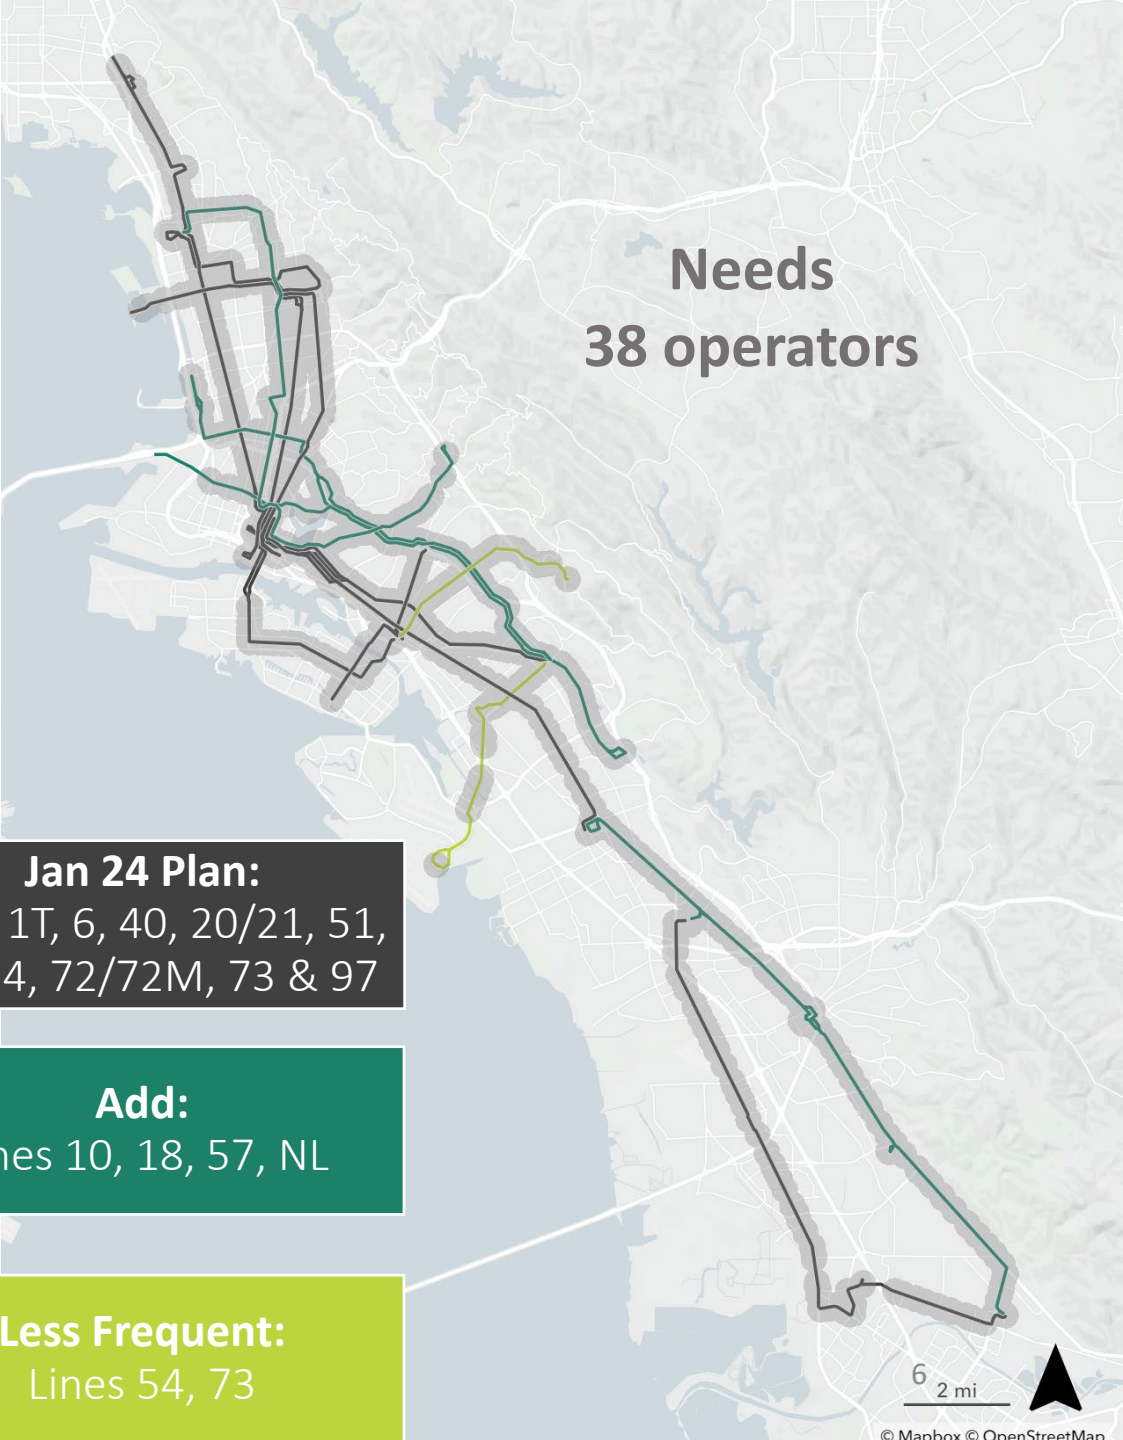 Needs
38 operators
Jan 24 Plan:
1T, 6, 40, 20/21, 51,
4, 72/72M, 73 & 97
Add:
nes 10, 18, 57, NL
Less Frequent:
Lines 54, 73
6
2 mi
© Mapbox © OpenStreetMap